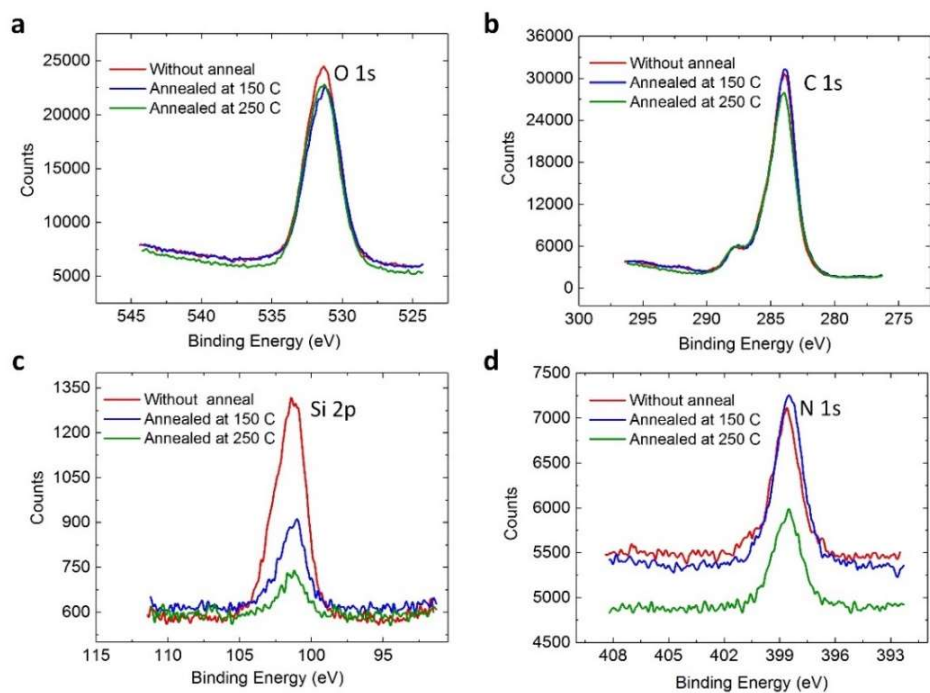 a
O 1s
Without anneal
Annealed at 150 C
Annealed at 250 C
25000
20000
15000
10000
5000
Counts
545
540
535
530
525
Binding Energy (eV)
b
C 1s
Without anneal
Annealed at 150 C
Annealed at 250 C
36000
30000
24000
18000
12000
6000
0
Counts
300
295
290
285
280
275
Binding Energy (eV)
c
Si 2p
Without anneal
Annealed at 150 C
Annealed at 250 C
1350
1200
1050
900
750
600
Counts
115
110
105
100
95
Binding Energy (eV)
d
N 1s
Without anneal
Annealed at 150 C
Annealed at 250 C
7500
7000
6500
6000
5500
5000
4500
Counts
408
405
402
399
396
393
Binding Energy (eV)